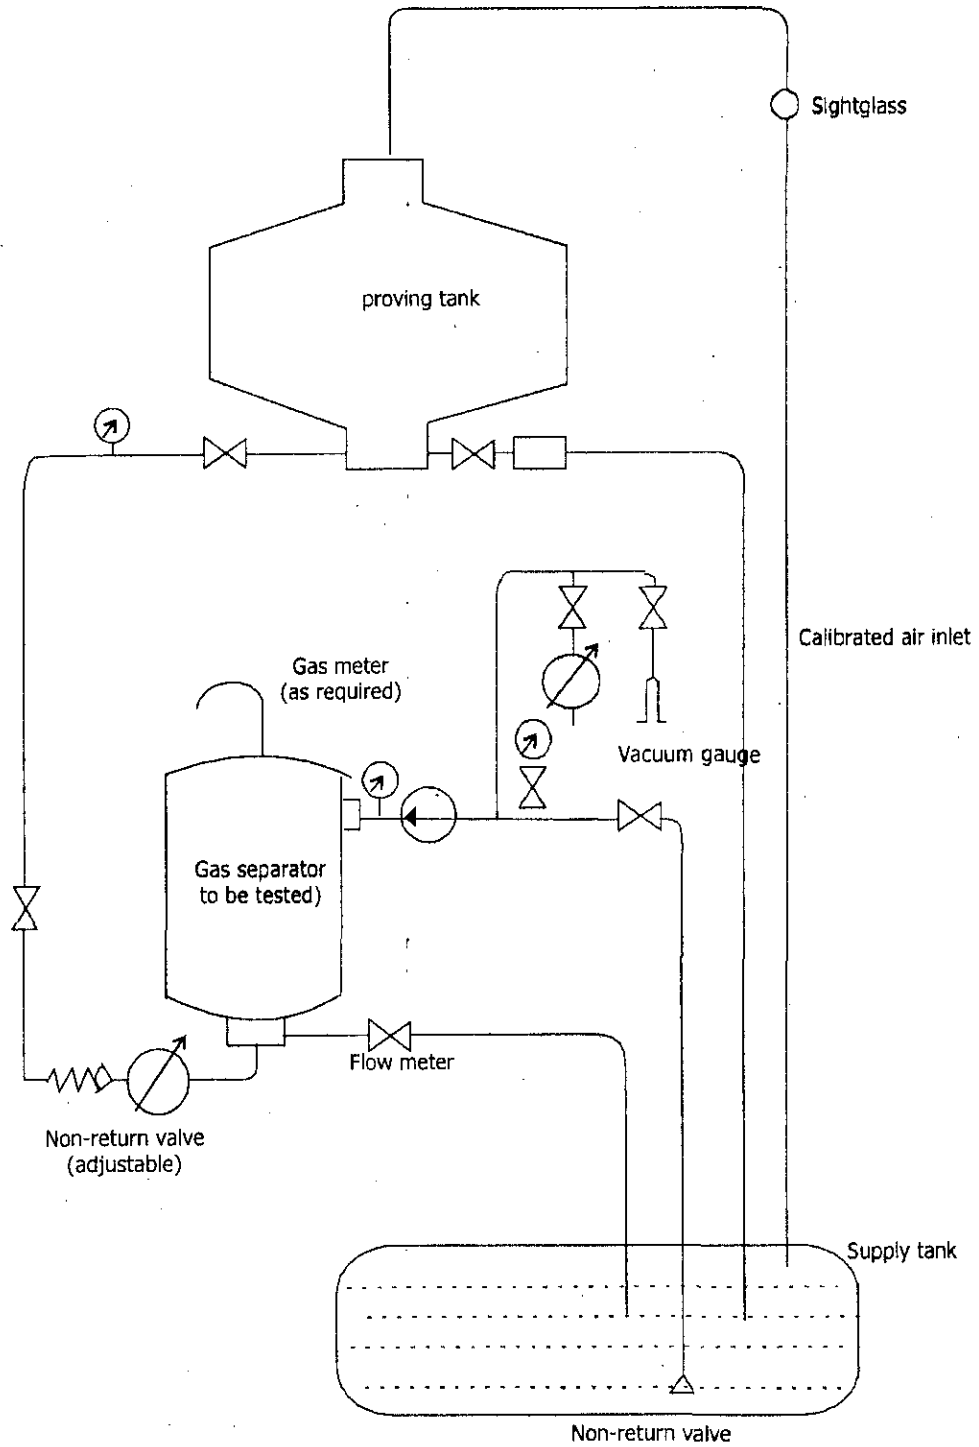 Sightglass
proving tank
Calibrated air inlet
Gas meter
(as required)
Vacuum gauge
Gas separator
to be tested)
Flow meter
Non-return valve
(adjustable)
Supply tank
Non-return valve